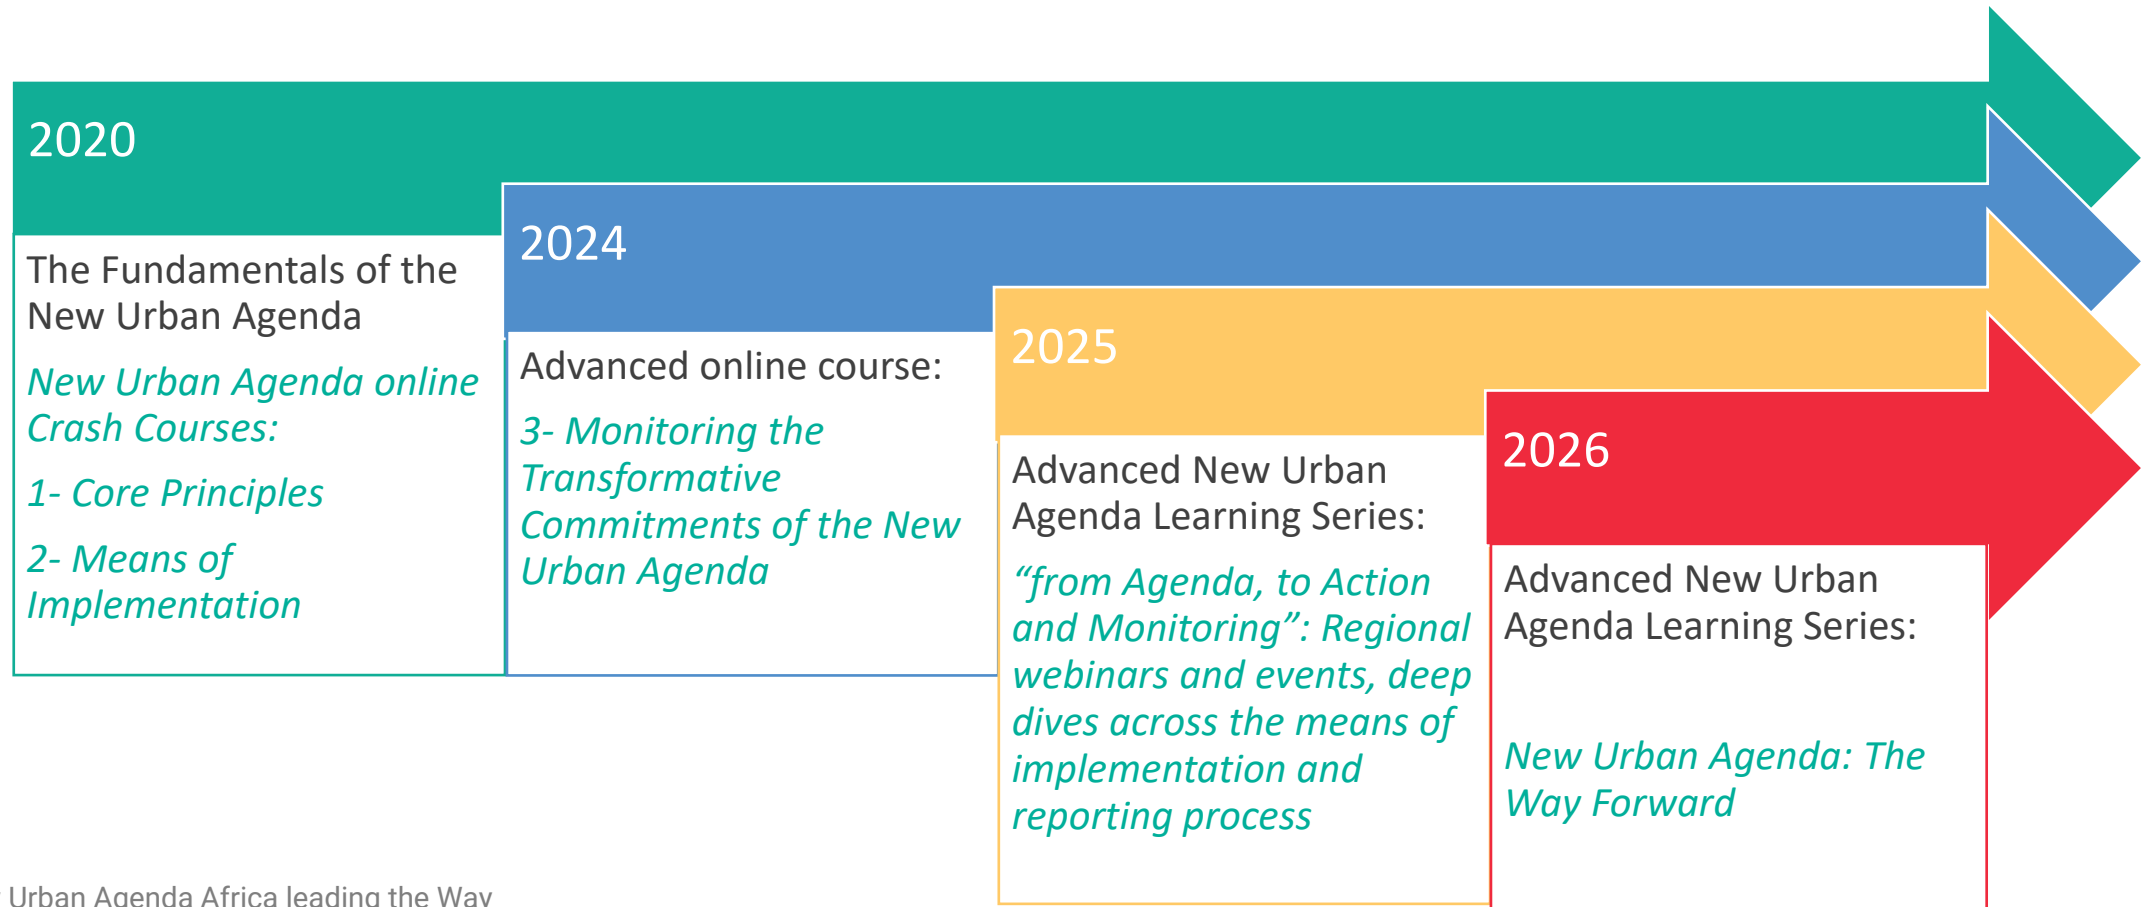 2020
The Fundamentals of the
New Urban Agenda
New Urban Agenda online
Crash Courses:
1- Core Principles
2- Means of
Implementation
2024
Advanced online course:
3- Monitoring the
Transformative
Commitments of the New
Urban Agenda
2025
Advanced New Urban
Agenda Learning Series:
“from Agenda, to Action
and Monitoring”: Regional
webinars and events, deep
dives across the means of
implementation and
reporting process
2026
Advanced New Urban
Agenda Learning Series:
New Urban Agenda: The
Way Forward
Urban Agenda Africa leading the Way